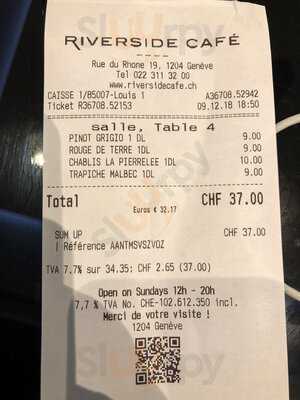 RIVERSIDE CAFÉ
Rue du Rhone 19, 1204 Genève
Tel 022 311 32 00
www.riversidecafe.ch
CAISSE 1/85007-Louis 1 A36708.52942
Ticket R36708.52153 09.12.18 18:50
salle, Table 4
PINOT GRIGIO 1 DL 9.00
ROUGE DE TERRE 1DL 9.00
CHABLIS LA PIERRELEE 1DL 10.00
TRAPICHE MALBEC 1DL 9.00
Total CHF 37.00
Euros € 32.17
SUM UP CHF 37.00
| Référence AANTMSVSZVOZ
TVA 7.7% sur 34.35: CHF 2.65 (37.00)
Open on Sundays 12h - 20h
7,7 % TVA No. CHE-102.612.350 incl.
Merci de votre visite !
1204 Genève
sluurpy
sluurpy
sluurpy